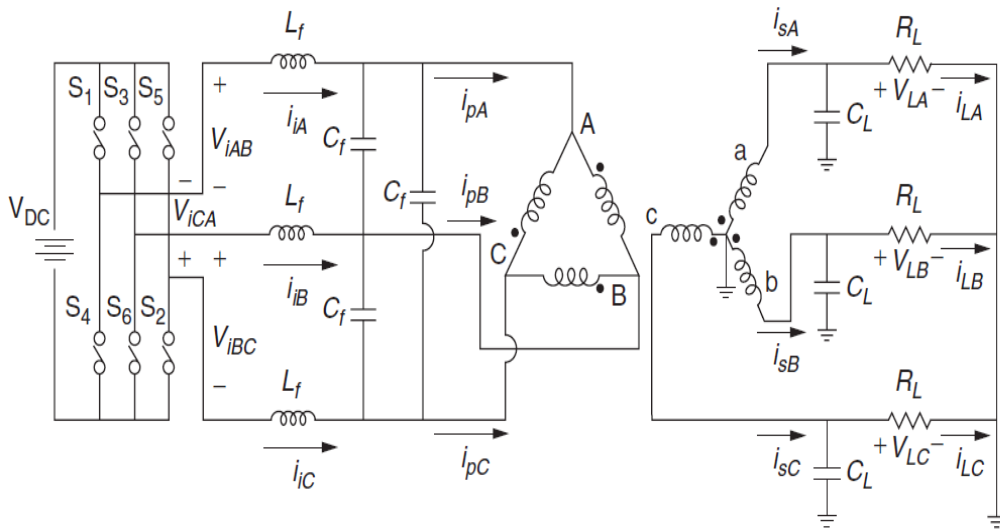 L_f
i_sA
R_L
S_1 S_3 S_5
+
i_iA
i_pA
+ V_LA −
i_LA
V_iAB
C_f
A
C_L
a
− −
L_f
C_f
i_pB
V_DC
V_iCA
c
R_L
C
+ +
i_iB
b
+ V_LB −
i_LB
B
C_L
S_4 S_6 S_2
C_f
i_sB
V_iBC
L_f
R_L
−
i_iC
i_pC
i_sC
C_L
+ V_LC −
i_LC